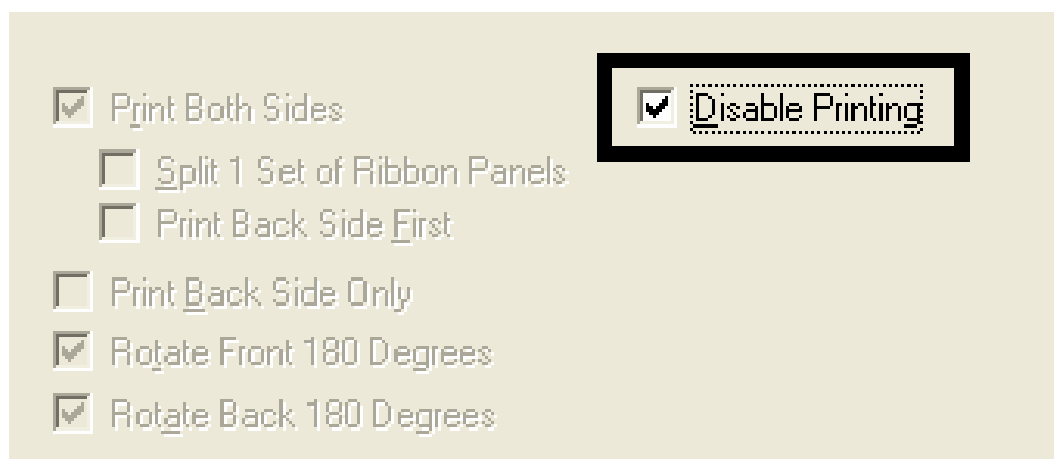 Print Both Sides
Disable Printing
Split 1 Set of Ribbon Panels
Print Back Side First
Print Back Side Only
Rotate Front 180 Degrees
Rotate Back 180 Degrees